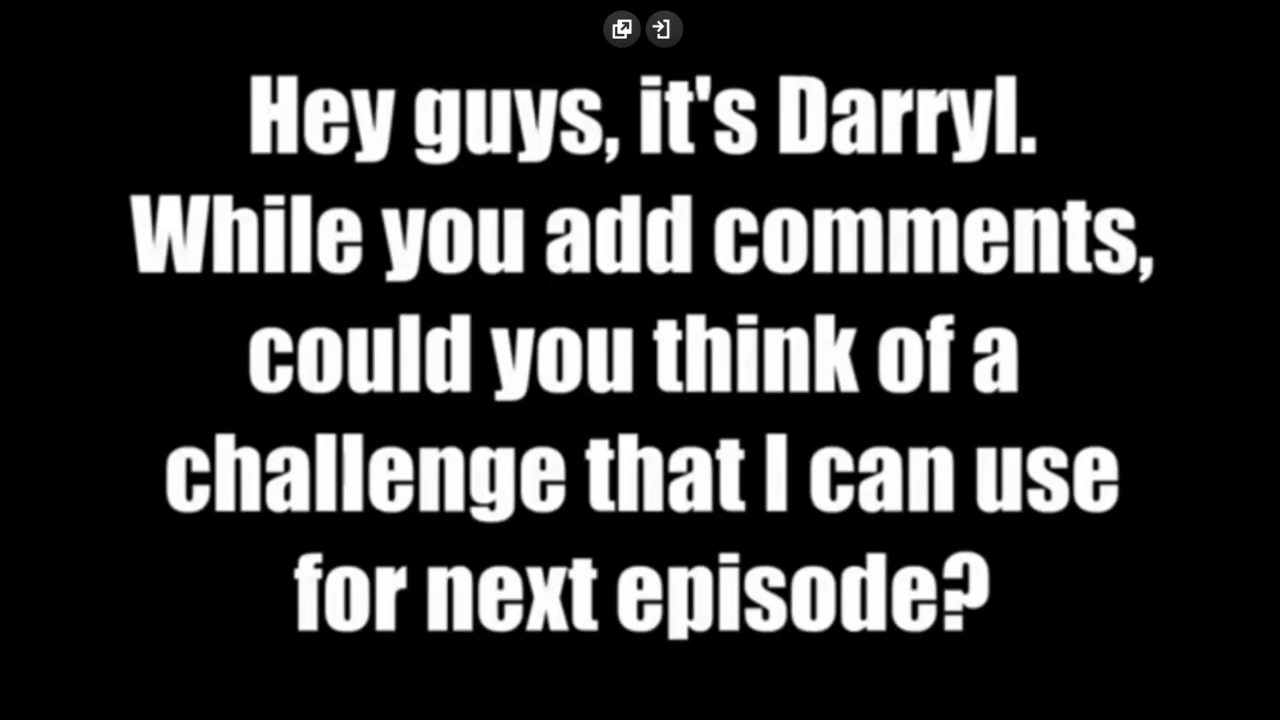 Hey guys, it's Darryl.
While you add comments,
could you think of a
challenge that I can use
for next episode?